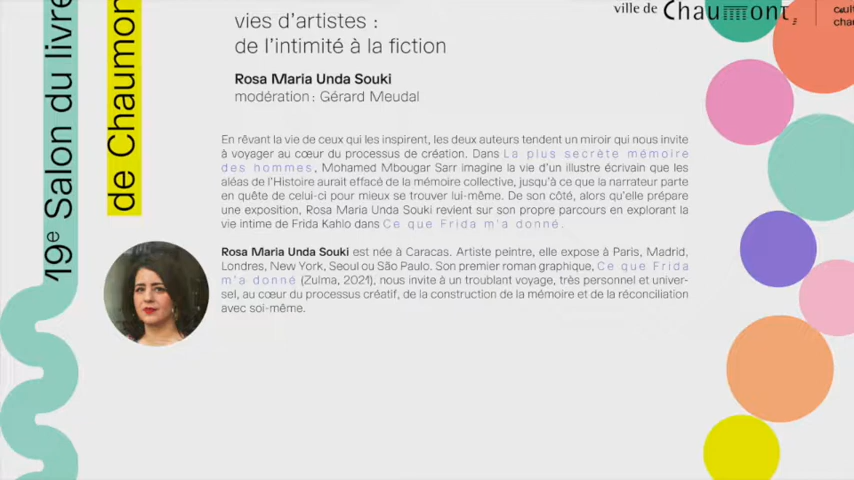 ville de Chaumont
vies d'artistes :
de l'intimité à la fiction
Rosa Maria Unda Souki
modération : Gérard Meudal
En rêvant la vie de ceux qui les inspirent, les deux auteurs tendent un miroir qui nous invite
à voyager au cœur du processus de création. Dans La plus secrète mémoire
des hommes, Mohamed Mbougar Sarr imagine la vie d'un illustre écrivain que les
aléas de l'Histoire aurait effacé de la mémoire collective, jusqu'à ce que la narrateur parte
en quête de celui-ci pour mieux se trouver lui-même. De son côté, alors qu'elle prépare
une exposition, Rosa Maria Unda Souki revient sur son propre parcours en explorant la
vie intime de Frida Kahlo dans Ce que Frida m'a donné.
Rosa Maria Unda Souki est née à Caracas. Artiste peintre, elle expose à Paris, Madrid,
Londres, New York, Seoul ou São Paulo. Son premier roman graphique, Ce que Frida
m'a donné (Zulma, 2021), nous invite à un troublant voyage, très personnel et univer-
sel, au cœur du processus créatif, de la construction de la mémoire et de la réconciliation
avec soi-même.
19e Salon du livre
de Chaumon